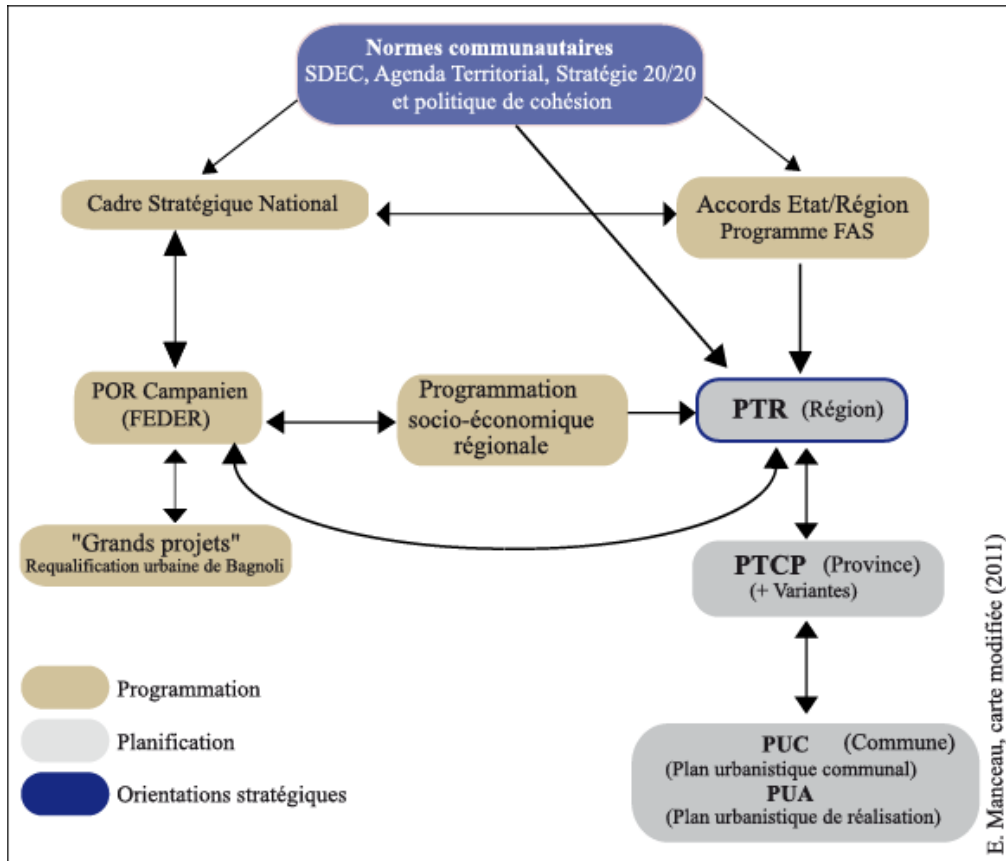 Normes communautaires
SDEC, Agenda Territorial, Stratégie 20/20
et politique de cohésion
Cadre Stratégique National
Accords Etat/Région
Programme FAS
POR Campanien
(FEDER)
Programmation
socio-économique
régionale
PTR (Région)
"Grands projets"
Requalification urbaine de Bagnoli
PTCP (Province)
(+ Variantes)
PUC (Commune)
(Plan urbanistique communal)
PUA
(Plan urbanistique de réalisation)
Programmation
Planification
Orientations stratégiques
E. Manceau, carte modifiée (2011)